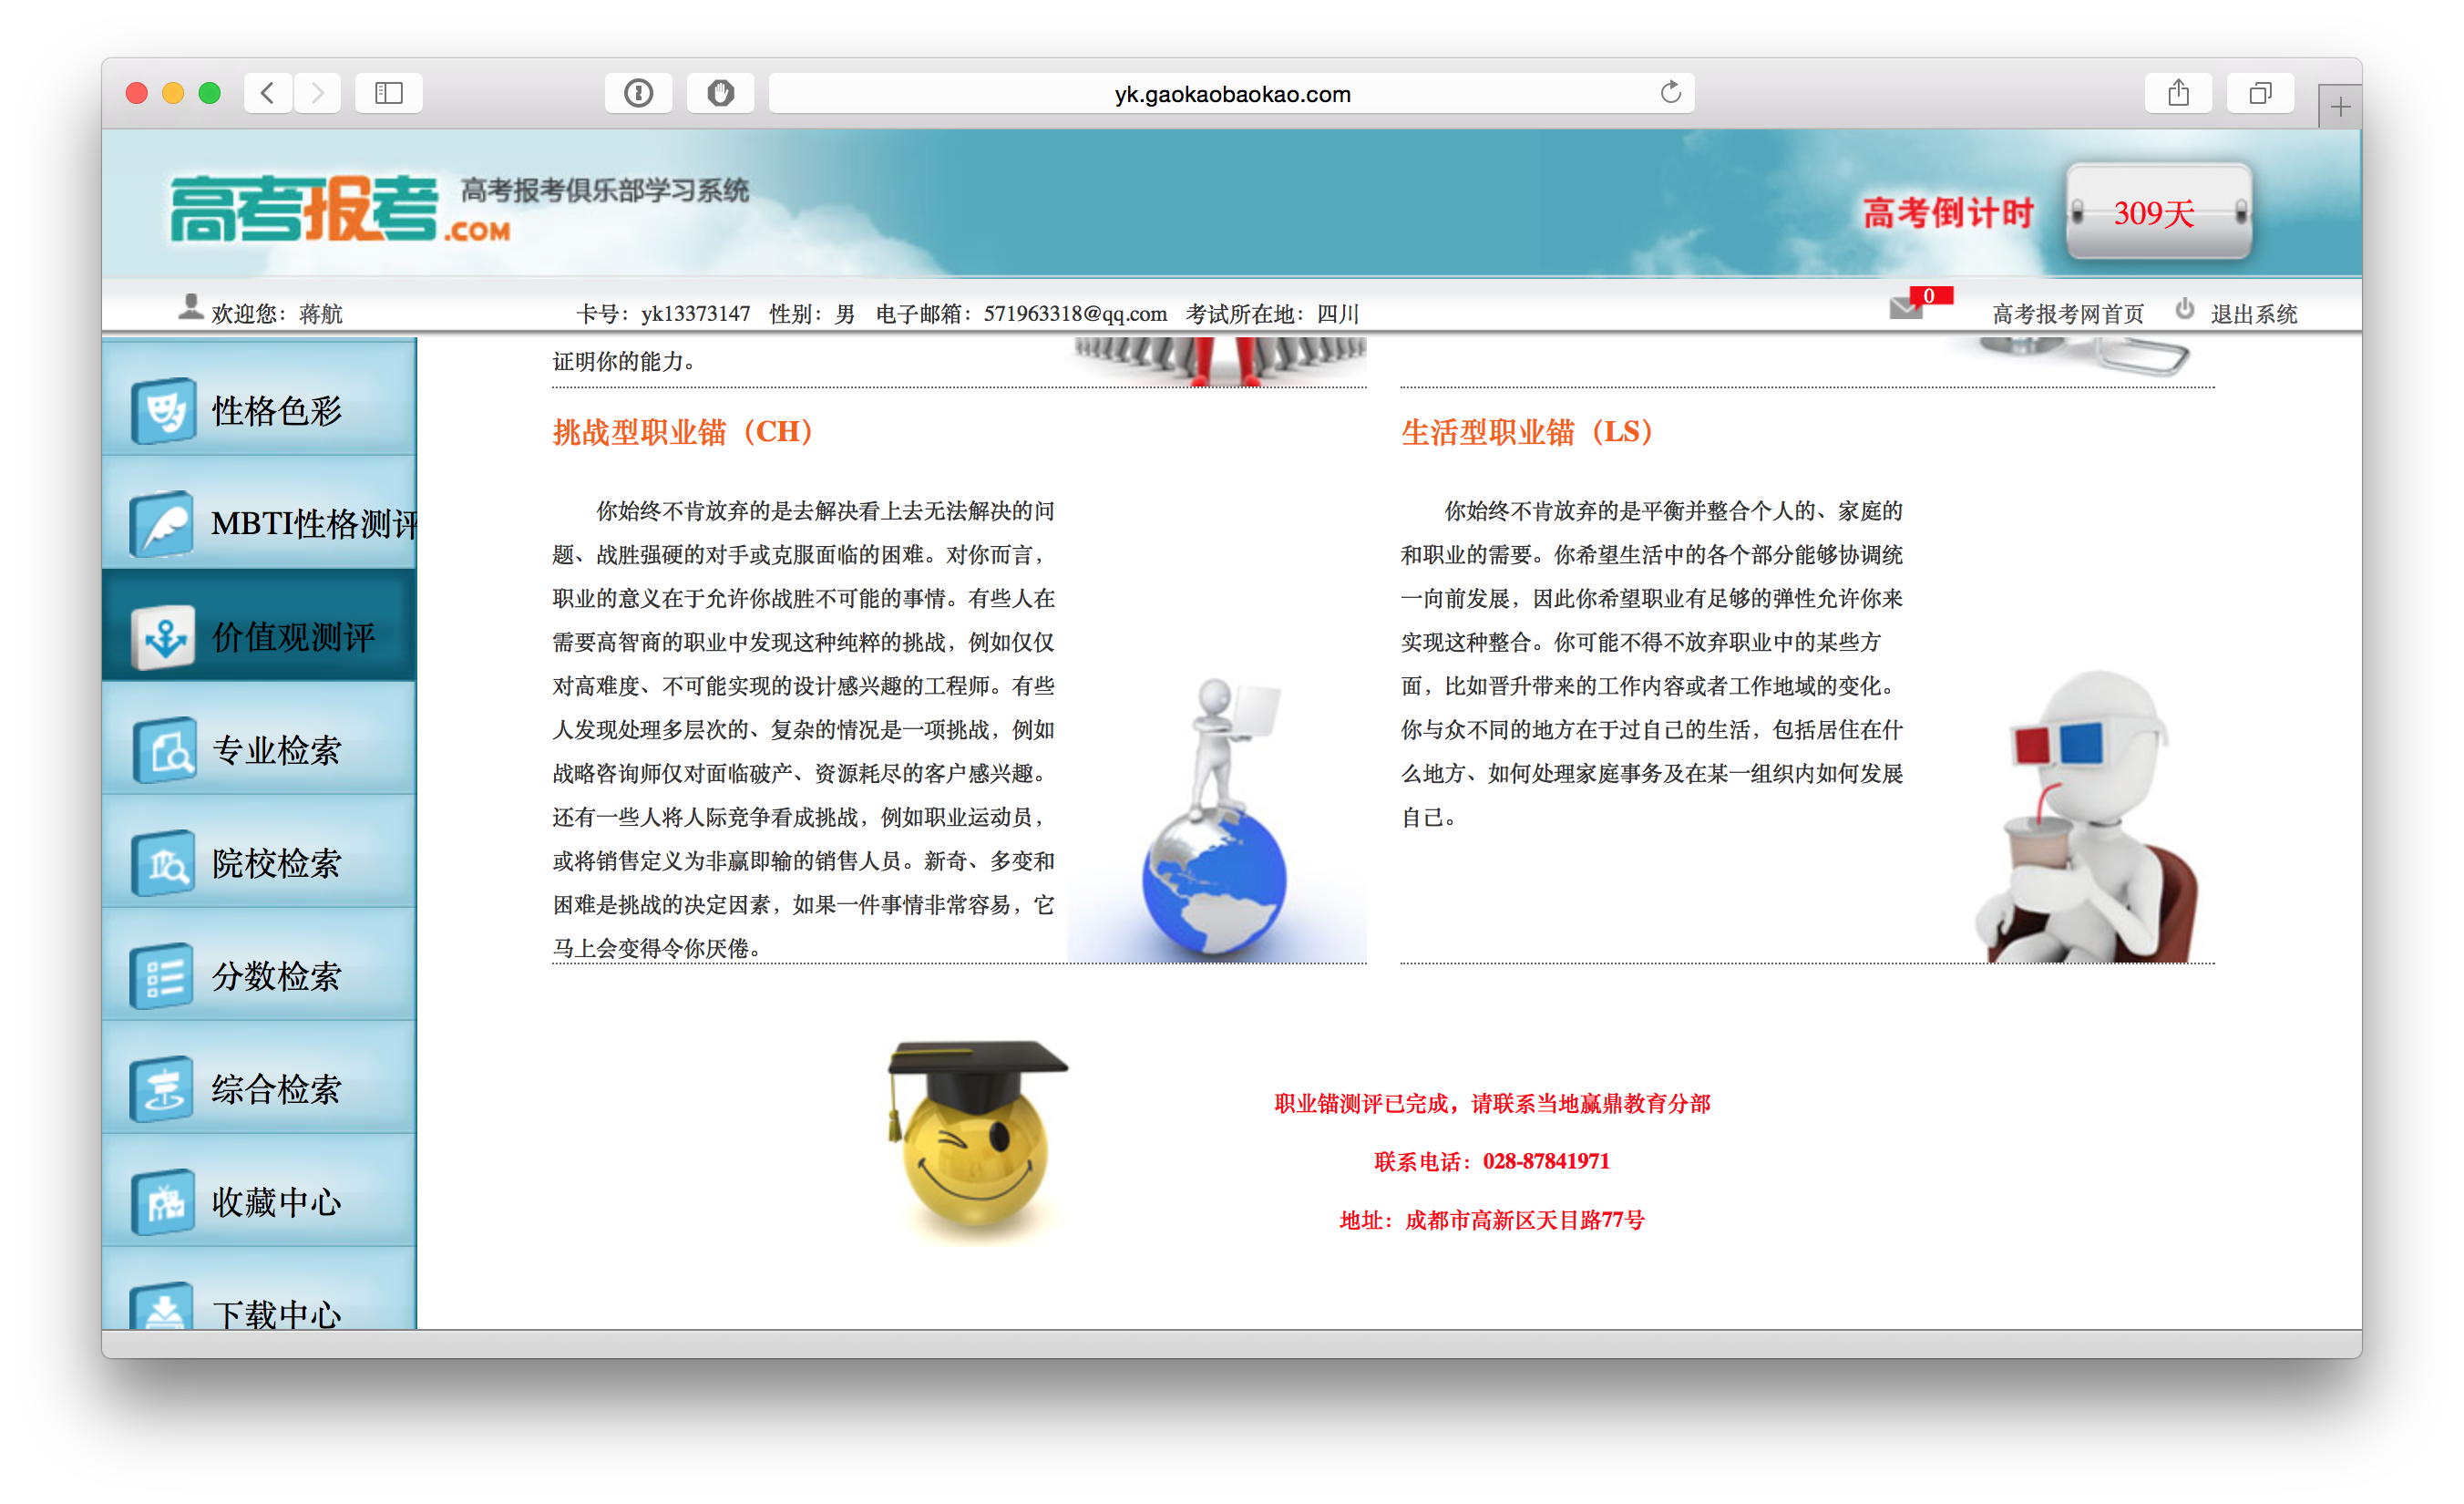 yk.gaokaobaokao.com
高考报考.COM
高考报考俱乐部学习系统
高考倒计时
309天
欢迎您：蒋航
卡号：yk13373147 性别：男 电子邮箱：571963318@qq.com 考试所在地：四川
0
高考报考网首页
退出系统
性格色彩
MBTI性格测评
价值观测评
专业检索
院校检索
分数检索
综合检索
收藏中心
下载中心
证明你的能力。
挑战型职业锚（CH）
你始终不肯放弃的是去解决看上去无法解决的问
题、战胜强硬的对手或克服面临的困难。对你而言，
职业的意义在于允许你战胜不可能的事情。有些人在
需要高智商的职业中发现这种纯粹的挑战，例如仅仅
对高难度、不可能实现的设计感兴趣的工程师。有些
人发现处理多层次的、复杂的情况是一项挑战，例如
战略咨询师仅对面临破产、资源耗尽的客户感兴趣。
还有一些人将人际竞争看成挑战，例如职业运动员，
或将销售定义为非赢即输的销售人员。新奇、多变和
困难是挑战的决定因素，如果一件事情非常容易，它
马上会变得令你厌倦。
生活型职业锚（LS）
你始终不肯放弃的是平衡并整合个人的、家庭的
和职业的需要。你希望生活中的各个部分能够协调统
一向前发展，因此你希望职业有足够的弹性允许你来
实现这种整合。你可能不得不放弃职业中的某些方
面，比如晋升带来的工作内容或者工作地域的变化。
你与众不同的地方在于过自己的生活，包括居住在什
么地方、如何处理家庭事务及在某一组织内如何发展
自己。
职业锚测评已完成，请联系当地赢鼎教育分部
联系电话：028-87841971
地址：成都市高新区天目路77号